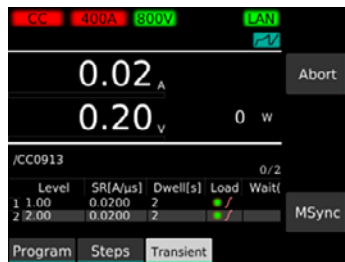 CC 400A 800V LAN
0.02 A
Abort
0.20 V 0 W
/CC0913
0/2
Level SR[A/µs] Dwell[s] Load Wait(
1 1.00 0.0200 2
2 2.00 0.0200 2
MSync
Program Steps Transient